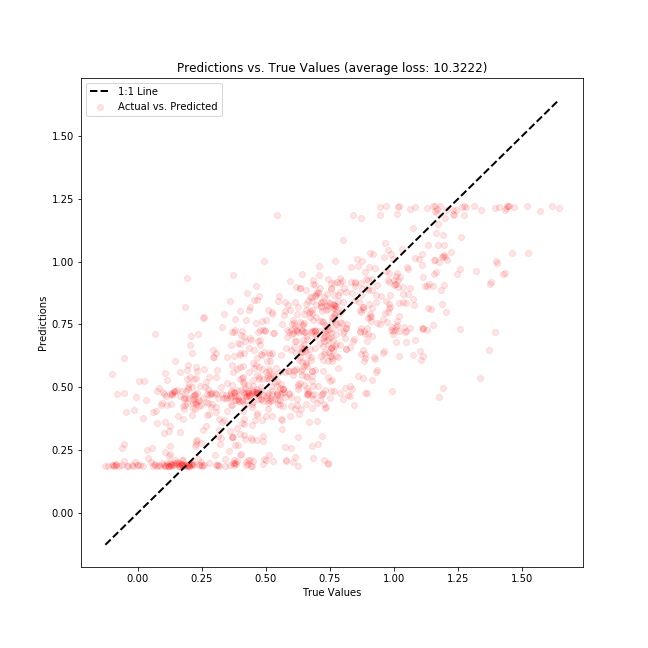 Predictions vs. True Values (average loss: 10.3222)
1:1 Line
Actual vs. Predicted
1.50
1.25
1.00
0.75
0.50
0.25
0.00
Predictions
0.00 0.25 0.50 0.75 1.00 1.25 1.50
True Values